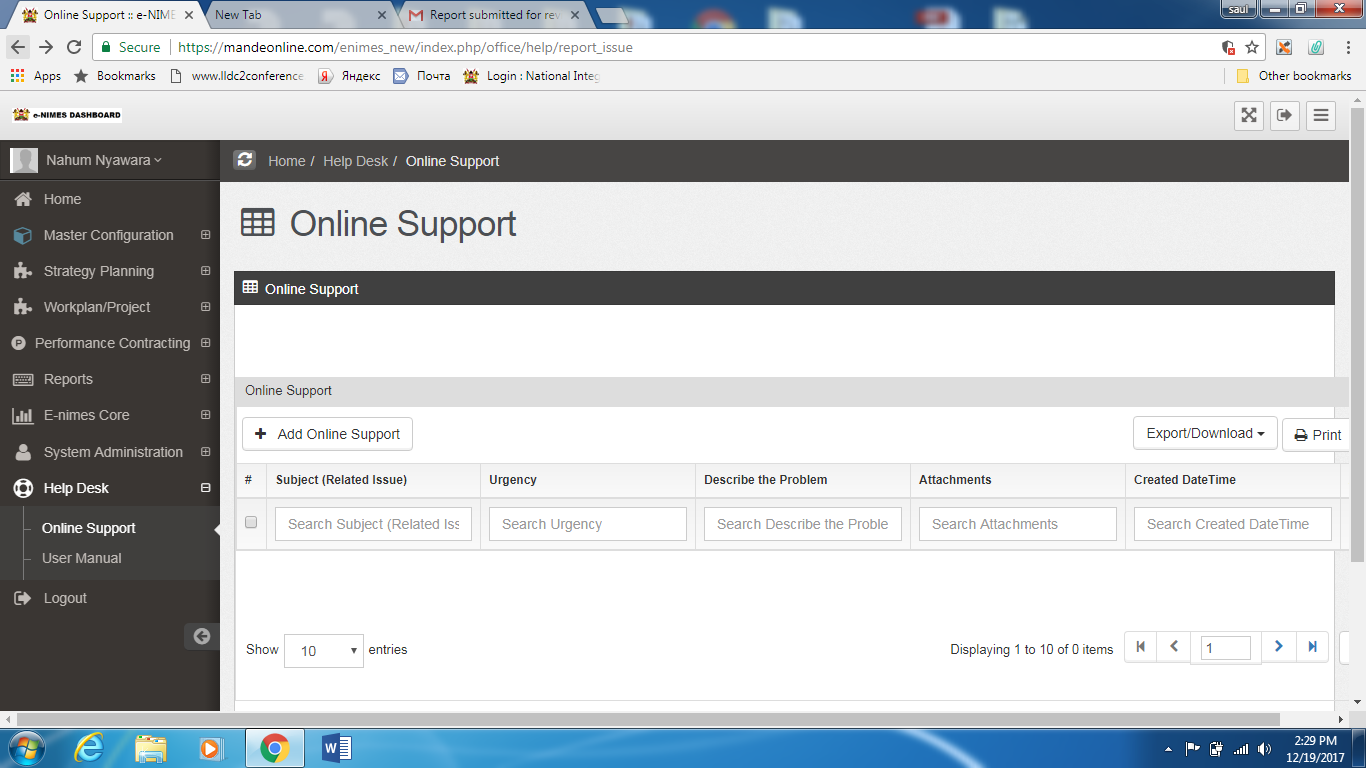 Online Support :: e-NIME
New Tab
Report submitted for rev
saul
Secure
https://mandeonline.com/enimes_new/index.php/office/help/report_issue
Apps
Bookmarks
www.lldc2conference
Яндекс
Почта
Login : National Integ
Other bookmarks
e-NIMES DASHBOARD
Nahum Nyawara
Home / Help Desk / Online Support
Home
Master Configuration
Strategy Planning
Workplan/Project
P Performance Contracting
Reports
E-nimes Core
System Administration
Help Desk
Online Support
User Manual
Logout
Online Support
Online Support
Online Support
+ Add Online Support
Export/Download
Print
# Subject (Related Issue) Urgency Describe the Problem Attachments Created DateTime
Search Subject (Related Iss Search Urgency Search Describe the Proble Search Attachments Search Created DateTime
Show 10 entries
Displaying 1 to 10 of 0 items
1
2:29 PM
12/19/2017